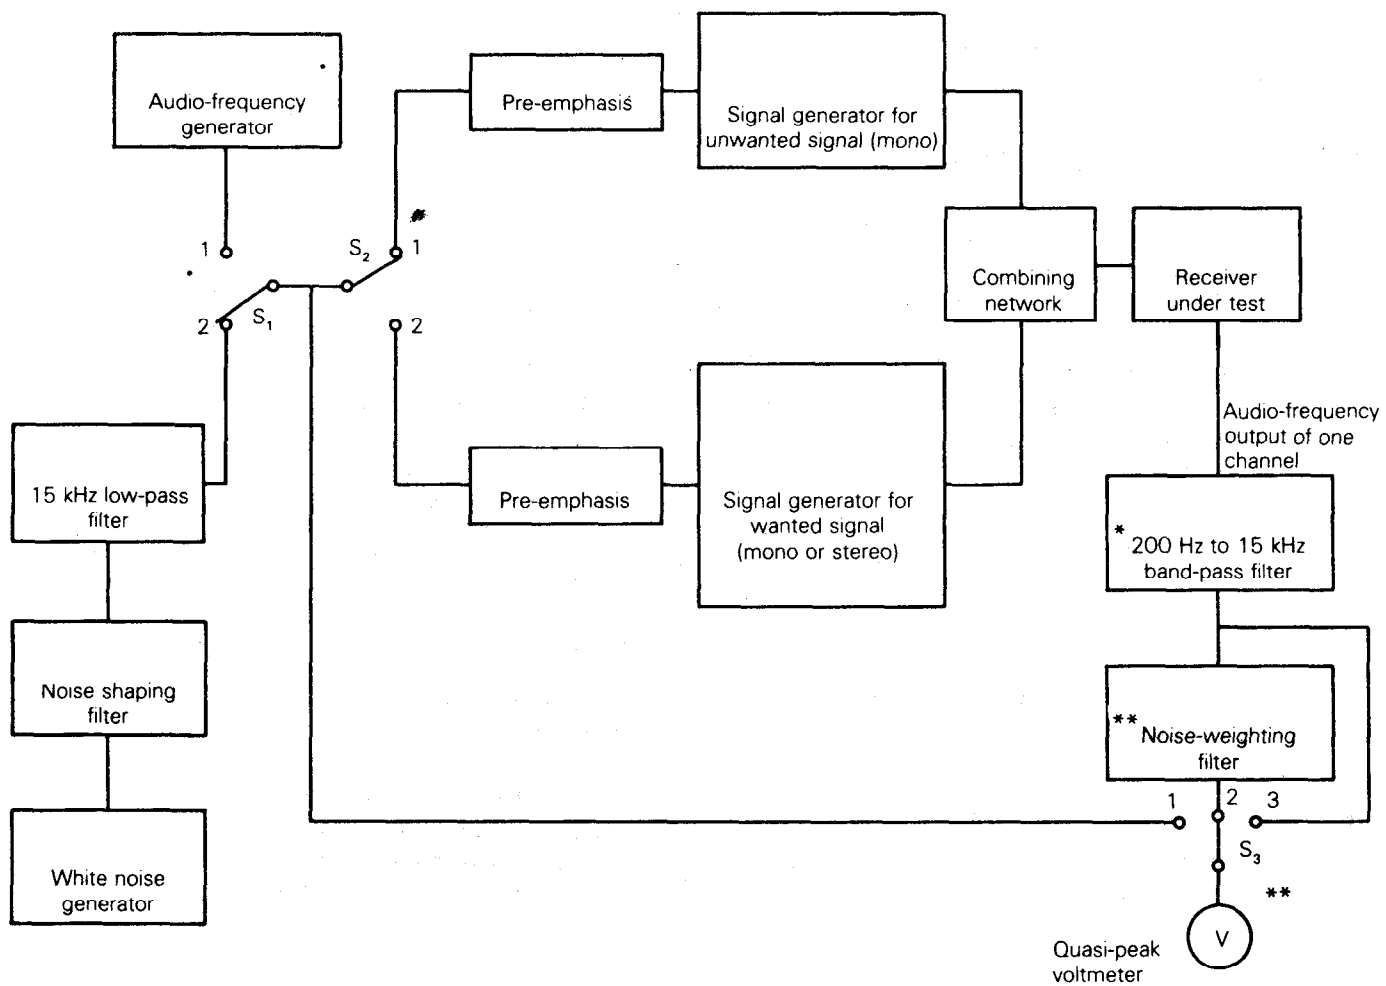 Audio-frequency
generator
Pre-emphasis
Signal generator for
unwanted signal (mono)
1
S₂
1
2
S₁
2
Combining
network
Receiver
under test
15 kHz low-pass
filter
Pre-emphasis
Signal generator for
wanted signal
(mono or stereo)
Audio-frequency
output of one
channel
* 200 Hz to 15 kHz
band-pass filter
Noise shaping
filter
** Noise-weighting
filter
1
2
3
S₃
**
White noise
generator
V
Quasi-peak
voltmeter